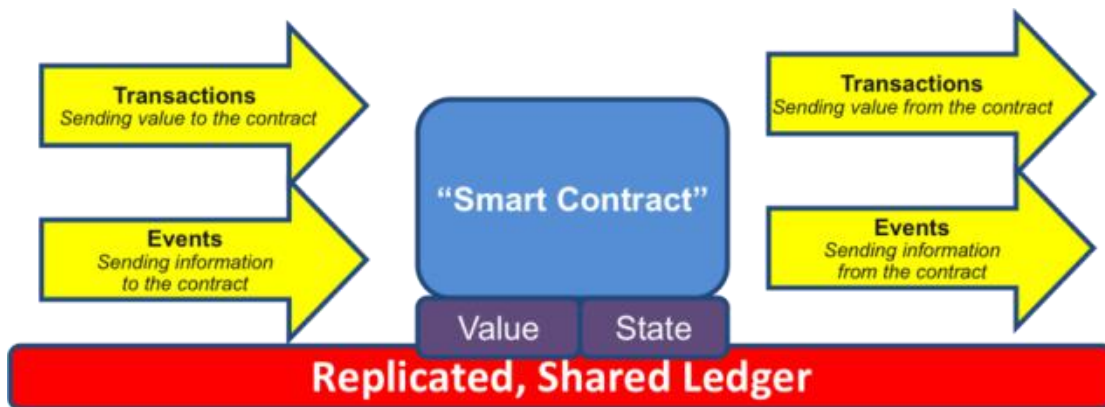 Transactions
Sending value to the contract
Events
Sending information
to the contract
“Smart Contract”
Value
State
Transactions
Sending value from the contract
Events
Sending information
from the contract
Replicated, Shared Ledger